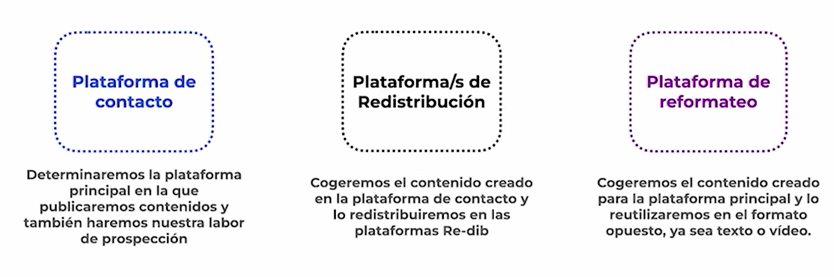 Plataforma de
contacto
Determinaremos la plataforma
principal en la que
publicaremos contenidos y
también haremos nuestra labor
de prospección
Plataforma/s de
Redistribución
Cogeremos el contenido creado
en la plataforma de contacto y
lo redistribuiremos en las
plataformas Re-dib
Plataforma de
reformateo
Cogeremos el contenido creado
para la plataforma principal y lo
reutilizaremos en el formato
opuesto, ya sea texto o vídeo.